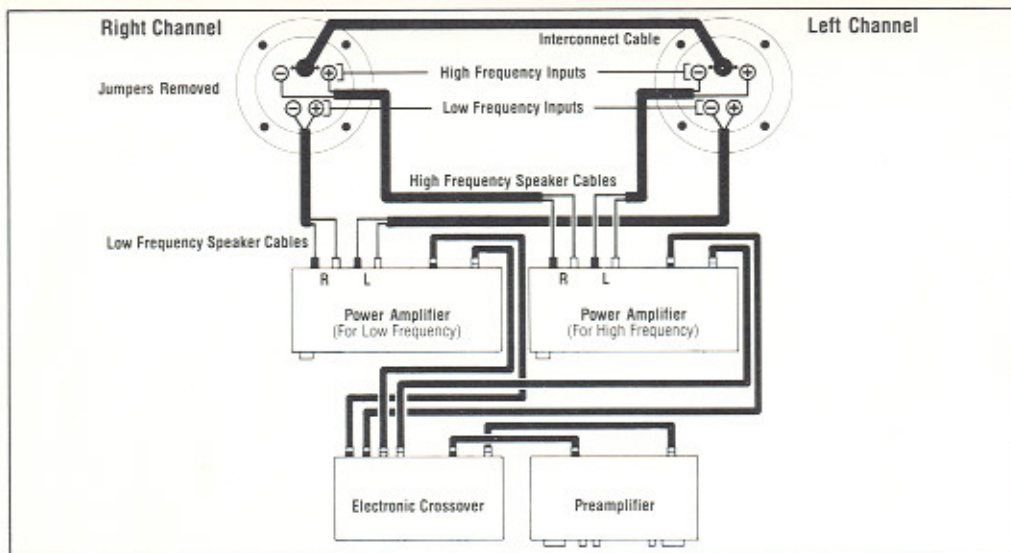 Right Channel
Left Channel
Interconnect Cable
− +
High Frequency Inputs
− +
Jumpers Removed
− +
Low Frequency Inputs
− +
High Frequency Speaker Cables
Low Frequency Speaker Cables
R L
R L
Power Amplifier
(For Low Frequency)
Power Amplifier
(For High Frequency)
Electronic Crossover
Preamplifier